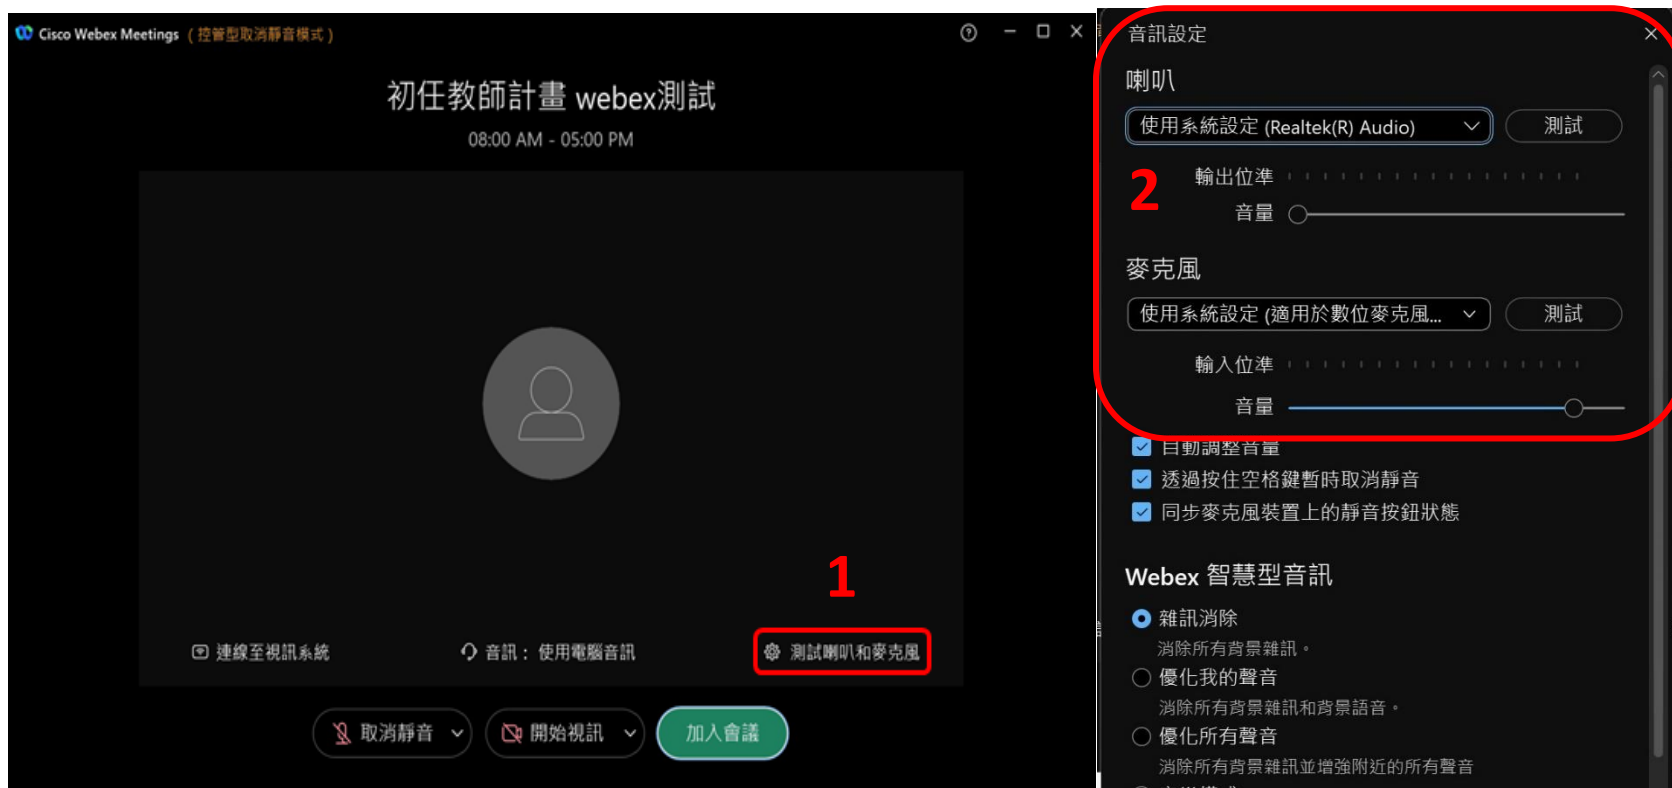 Cisco Webex Meetings (控管型取消靜音模式)
初任教師計畫 webex測試
08:00 AM - 05:00 PM
1
連線至視訊系統
音訊：使用電腦音訊
測試喇叭和麥克風
取消靜音
開始視訊
加入會議
音訊設定
喇叭
使用系統設定 (Realtek(R) Audio)
測試
2
輸出位準
音量
麥克風
使用系統設定 (適用於數位麥克風...
測試
輸入位準
音量
自動調整音量
透過按住空格鍵暫時取消靜音
同步麥克風裝置上的靜音按鈕狀態
Webex 智慧型音訊
雜訊消除
消除所有背景雜訊。
優化我的聲音
消除所有背景雜訊和背景語音。
優化所有聲音
消除所有背景雜訊並增強附近的所有聲音